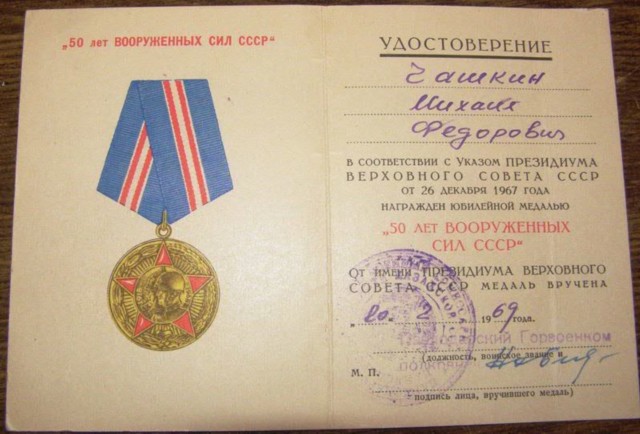 „50 лет ВООРУЖЕННЫХ СИЛ СССР“
УДОСТОВЕРЕНИЕ
Чашкин
Михаил
Федорович
В СООТВЕТСТВИИ С УКАЗОМ ПРЕЗИДИУМА
ВЕРХОВНОГО СОВЕТА СССР
ОТ 26 ДЕКАБРЯ 1967 ГОДА
НАГРАЖДЕН ЮБИЛЕЙНОЙ МЕДАЛЬЮ
„50 ЛЕТ ВООРУЖЕННЫХ
СИЛ СССР“
ОТ ИМЕНИ ПРЕЗИДИУМА ВЕРХОВНОГО
СОВЕТА СССР МЕДАЛЬ ВРУЧЕНА
„20 2 1969 года.
Горвоенком
(должность, воинское звание и
М. П.
подпись лица, вручившего медаль)